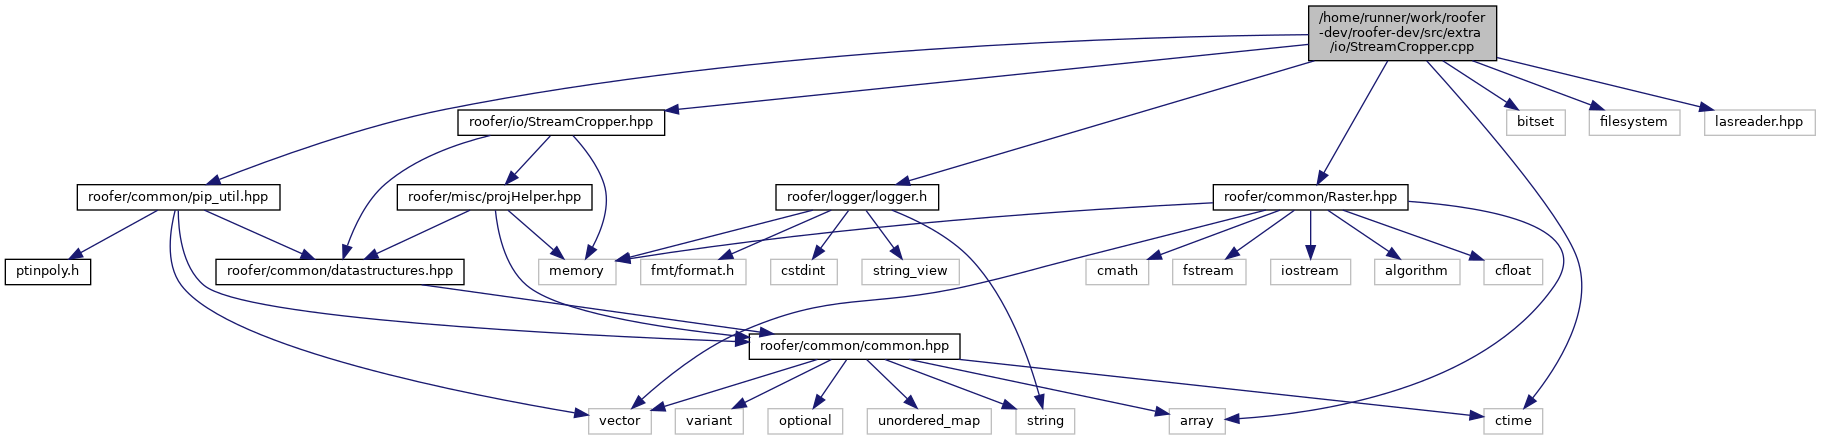 /home/runner/work/roofer
-dev/roofer-dev/src/extra
/io/StreamCropper.cpp
roofer/io/StreamCropper.hpp
bitset
filesystem
lasreader.hpp
roofer/common/pip_util.hpp
roofer/misc/projHelper.hpp
roofer/logger/logger.h
roofer/common/Raster.hpp
ptinpoly.h
roofer/common/datastructures.hpp
memory
fmt/format.h
cstdint
string_view
cmath
fstream
iostream
algorithm
cfloat
roofer/common/common.hpp
vector
variant
optional
unordered_map
string
array
ctime